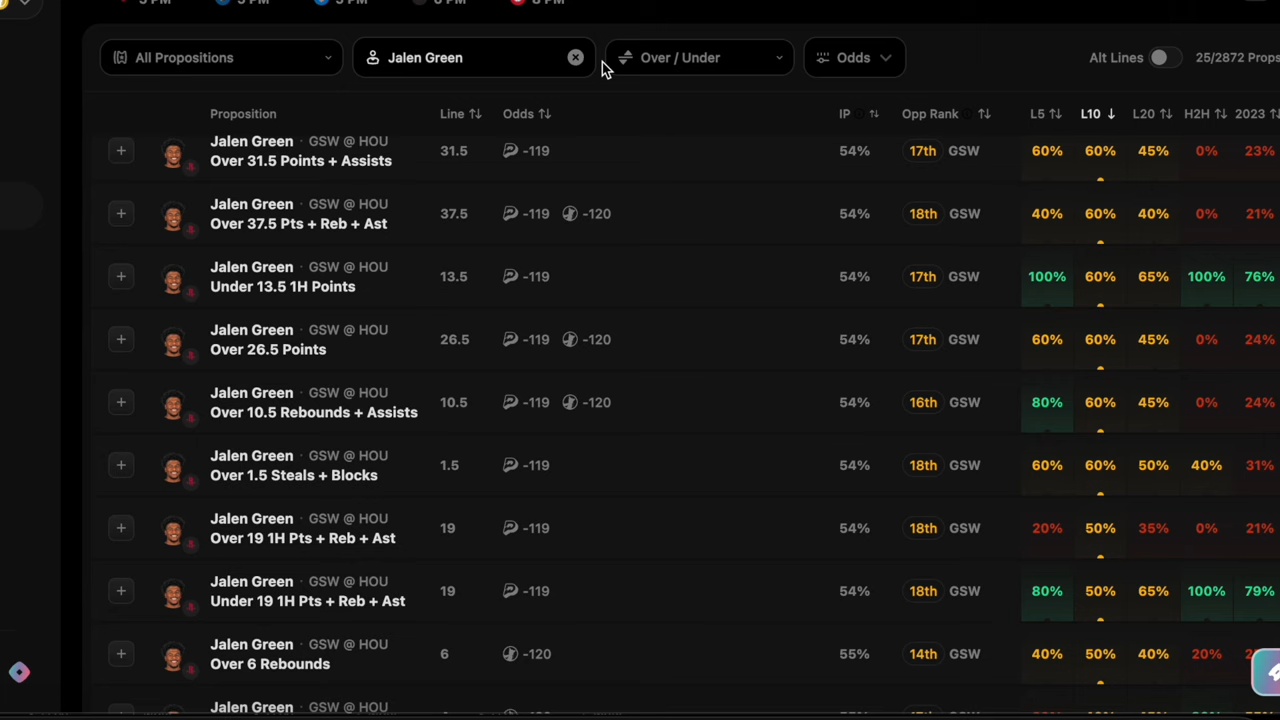 5 PM 5 PM 5 PM 6 PM 8 PM
All Propositions Jalen Green Over / Under Odds Alt Lines 25/2872 Props
Proposition Line Odds IP Opp Rank L5 L10 L20 H2H 2023
Jalen Green · GSW @ HOU
Over 31.5 Points + Assists 31.5 -119 54% 17th GSW 60% 60% 45% 0% 23%
Jalen Green · GSW @ HOU
Over 37.5 Pts + Reb + Ast 37.5 -119 -120 54% 18th GSW 40% 60% 40% 0% 21%
Jalen Green · GSW @ HOU
Under 13.5 1H Points 13.5 -119 54% 17th GSW 100% 60% 65% 100% 76%
Jalen Green · GSW @ HOU
Over 26.5 Points 26.5 -119 -120 54% 17th GSW 60% 60% 45% 0% 24%
Jalen Green · GSW @ HOU
Over 10.5 Rebounds + Assists 10.5 -119 -120 54% 16th GSW 80% 60% 45% 0% 24%
Jalen Green · GSW @ HOU
Over 1.5 Steals + Blocks 1.5 -119 54% 18th GSW 60% 60% 50% 40% 31%
Jalen Green · GSW @ HOU
Over 19 1H Pts + Reb + Ast 19 -119 54% 18th GSW 20% 50% 35% 0% 21%
Jalen Green · GSW @ HOU
Under 19 1H Pts + Reb + Ast 19 -119 54% 18th GSW 80% 50% 65% 100% 79%
Jalen Green · GSW @ HOU
Over 6 Rebounds 6 -120 55% 14th GSW 40% 50% 40% 20%
Jalen Green · GSW @ HOU